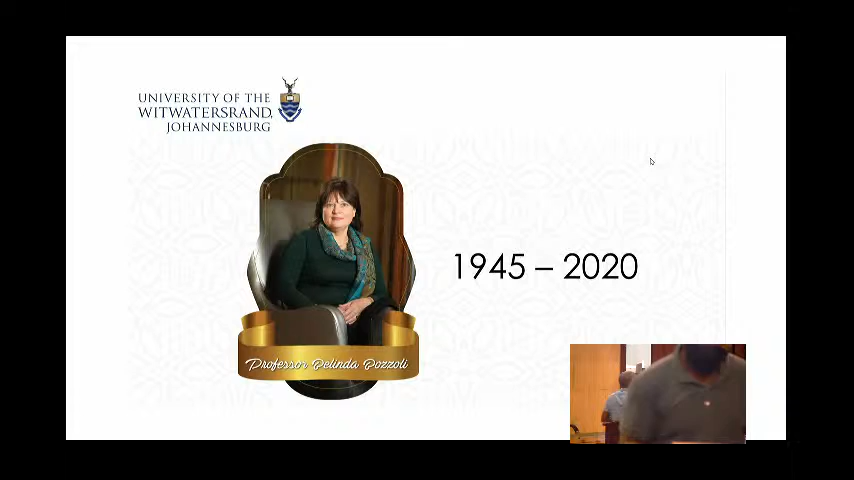 UNIVERSITY OF THE
WITWATERSRAND,
JOHANNESBURG
1945 – 2020
Professor Belinda Bozzoli